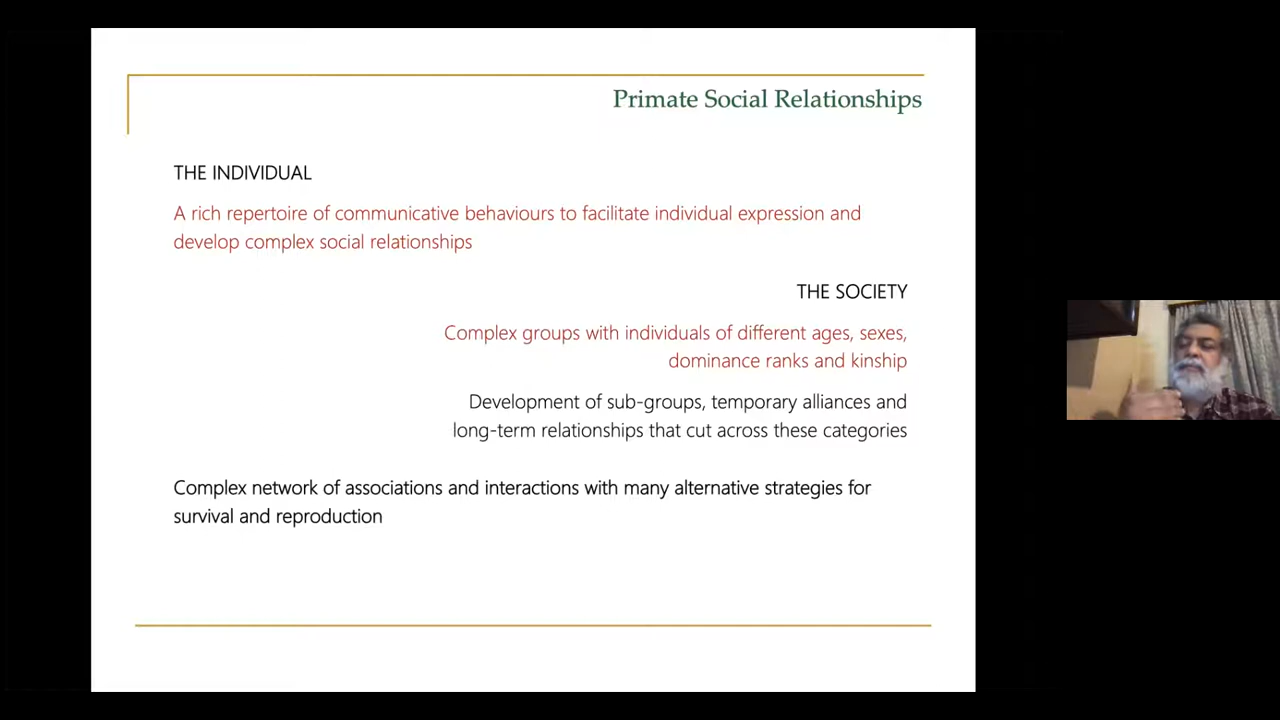 Primate Social Relationships
THE INDIVIDUAL
A rich repertoire of communicative behaviours to facilitate individual expression and
develop complex social relationships
THE SOCIETY
Complex groups with individuals of different ages, sexes,
dominance ranks and kinship
Development of sub-groups, temporary alliances and
long-term relationships that cut across these categories
Complex network of associations and interactions with many alternative strategies for
survival and reproduction